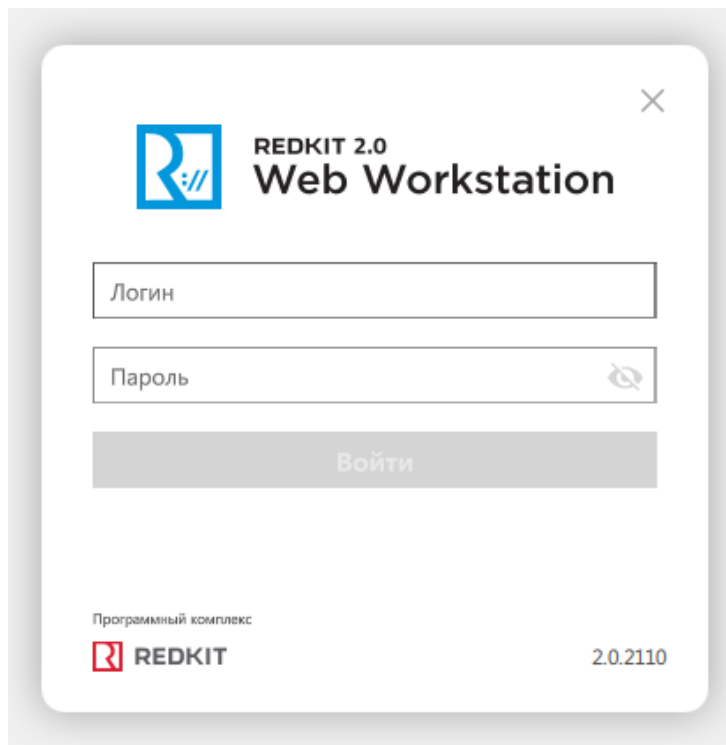 REDKIT 2.0
Web Workstation
Логин
Пароль
Войти
Программный комплекс
REDKIT
2.0.2110